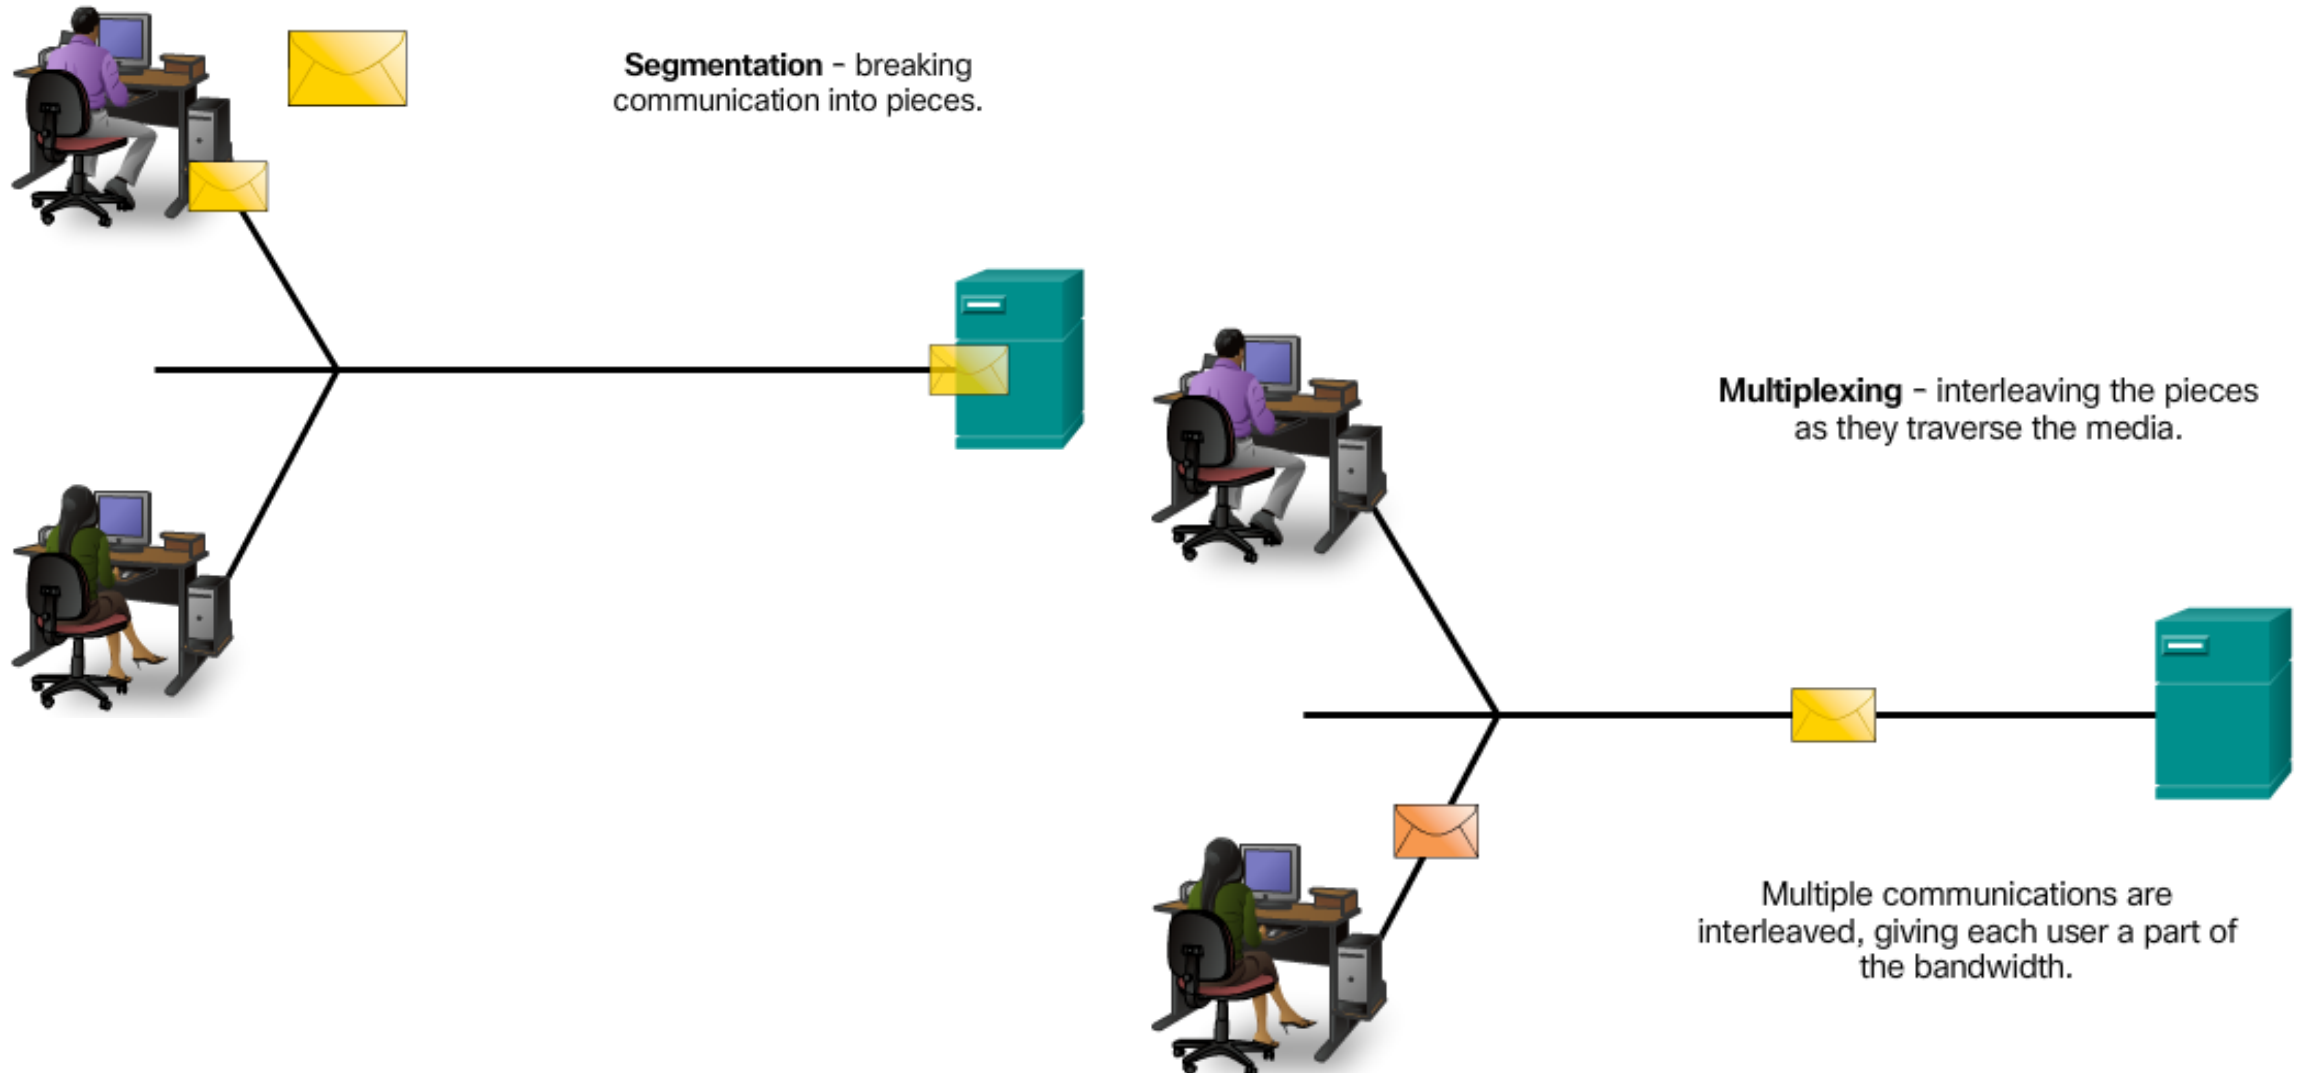 Segmentation - breaking
communication into pieces.
Multiplexing - interleaving the pieces
as they traverse the media.
Multiple communications are
interleaved, giving each user a part of
the bandwidth.